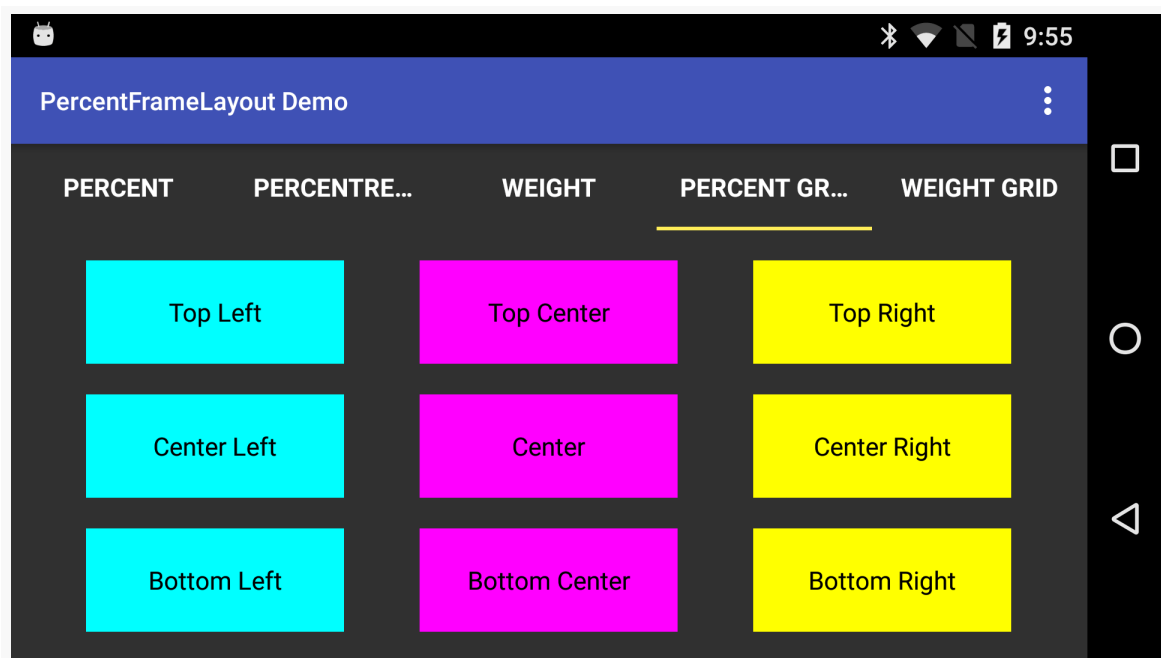 9:55
PercentFrameLayout Demo
PERCENT PERCENTRE... WEIGHT PERCENT GR... WEIGHT GRID
Top Left Top Center Top Right
Center Left Center Center Right
Bottom Left Bottom Center Bottom Right